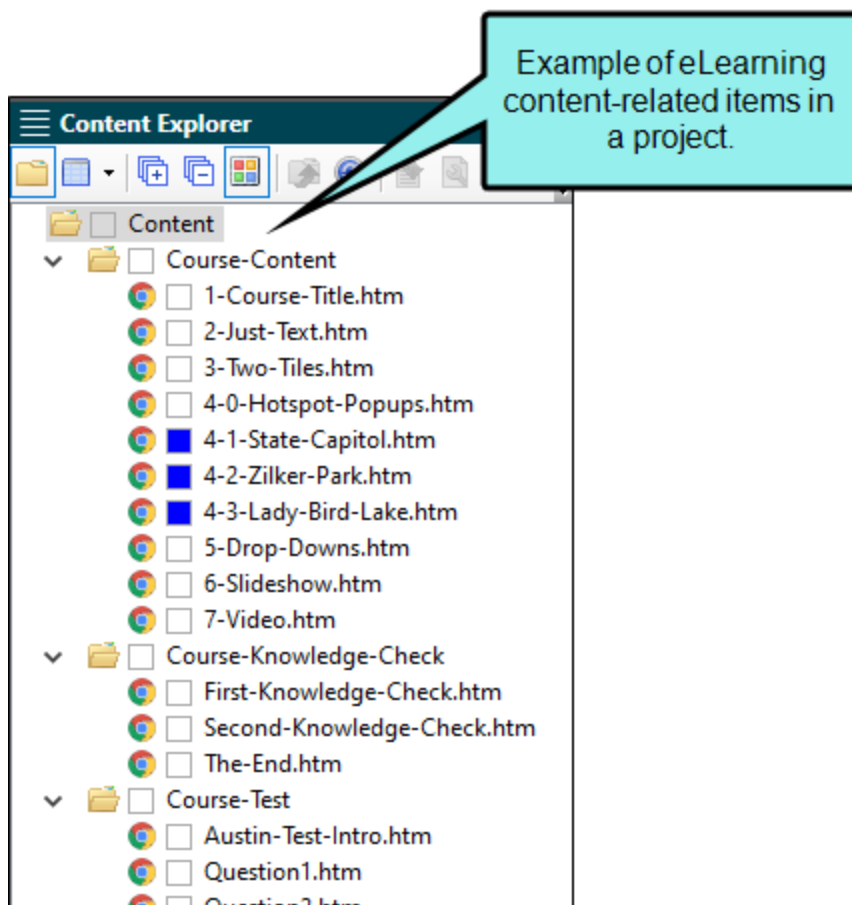 Example of eLearning
content-related items in
a project.
Content Explorer
Content
Course-Content
1-Course-Title.htm
2-Just-Text.htm
3-Two-Tiles.htm
4-0-Hotspot-Popups.htm
4-1-State-Capitol.htm
4-2-Zilker-Park.htm
4-3-Lady-Bird-Lake.htm
5-Drop-Downs.htm
6-Slideshow.htm
7-Video.htm
Course-Knowledge-Check
First-Knowledge-Check.htm
Second-Knowledge-Check.htm
The-End.htm
Course-Test
Austin-Test-Intro.htm
Question1.htm